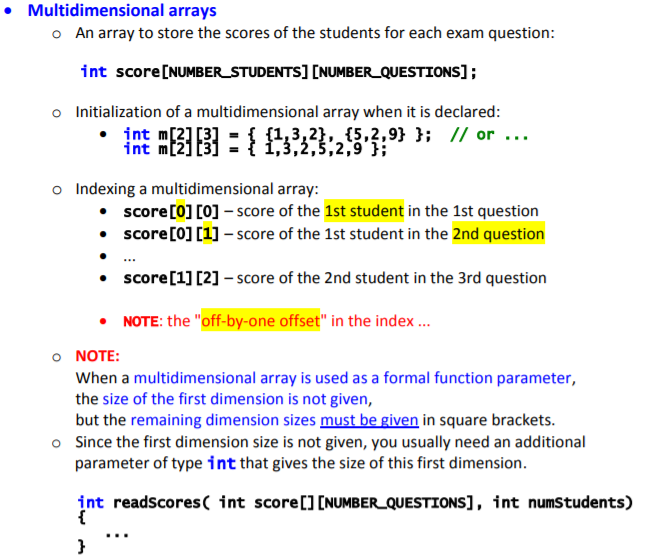 • Multidimensional arrays
o An array to store the scores of the students for each exam question:
int score[NUMBER_STUDENTS][NUMBER_QUESTIONS];
o Initialization of a multidimensional array when it is declared:
• int m[2][3] = { {1,3,2}, {5,2,9} }; // or ...
int m[2][3] = { 1,3,2,5,2,9 };
o Indexing a multidimensional array:
• score[0][0] – score of the 1st student in the 1st question
• score[0][1] – score of the 1st student in the 2nd question
• ...
• score[1][2] – score of the 2nd student in the 3rd question
• NOTE: the "off-by-one offset" in the index ...
o NOTE:
When a multidimensional array is used as a formal function parameter,
the size of the first dimension is not given,
but the remaining dimension sizes must be given in square brackets.
o Since the first dimension size is not given, you usually need an additional
parameter of type int that gives the size of this first dimension.
int readScores( int score[][NUMBER_QUESTIONS], int numStudents)
{
...
}